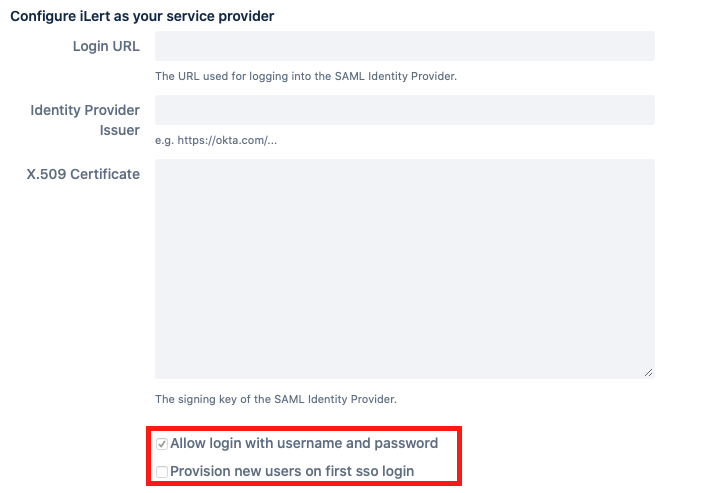 Configure iLert as your service provider
Login URL
The URL used for logging into the SAML Identity Provider.
Identity Provider
Issuer
e.g. https://okta.com/...
X.509 Certificate
The signing key of the SAML Identity Provider.
Allow login with username and password
Provision new users on first sso login